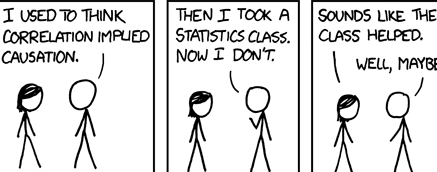 I USED TO THINK
CORRELATION IMPLIED
CAUSATION.
THEN I TOOK A
STATISTICS CLASS.
NOW I DON'T.
SOUNDS LIKE THE
CLASS HELPED.
WELL, MAYBE